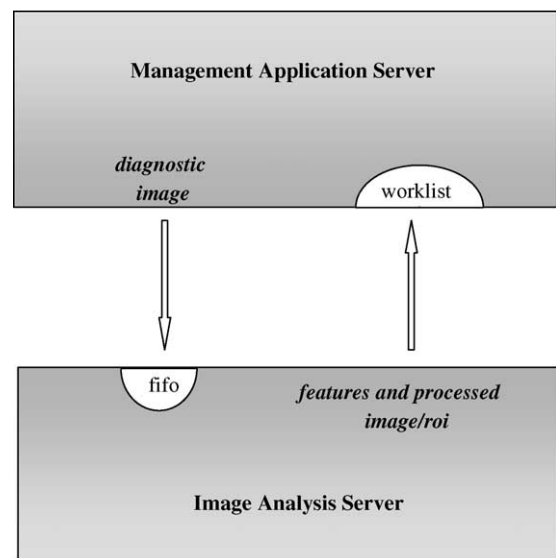 Management Application Server
diagnostic
image
worklist
fifo
features and processed
image/roi
Image Analysis Server